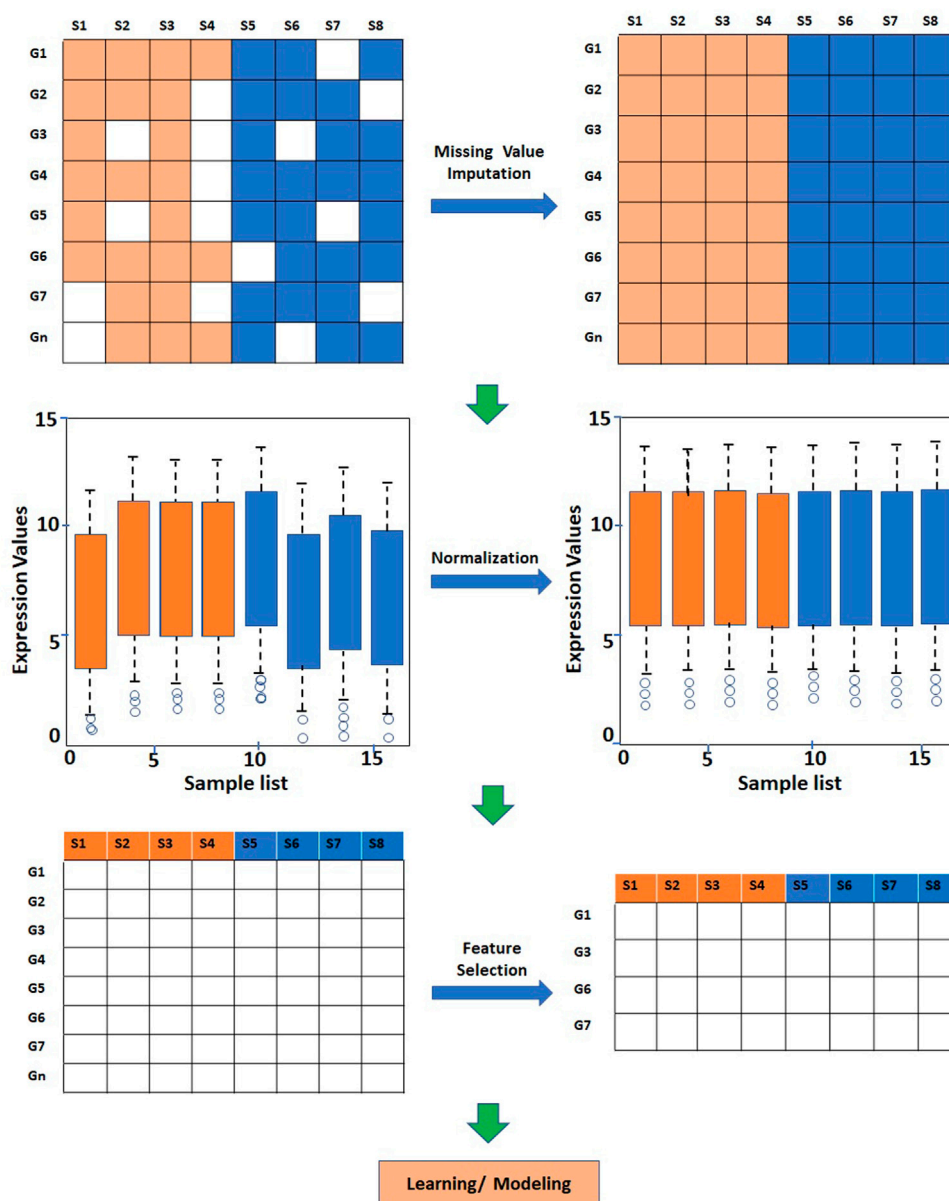 S1 S2 S3 S4 S5 S6 S7 S8
G1
G2
G3
G4
G5
G6
G7
Gn
Missing Value
Imputation
S1 S2 S3 S4 S5 S6 S7 S8
G1
G2
G3
G4
G5
G6
G7
Gn
Expression Values
15
10
5
0
0 5 10 15
Sample list
Normalization
Expression Values
15
10
5
0
0 5 10 15
Sample list
S1 S2 S3 S4 S5 S6 S7 S8
G1
G2
G3
G4
G5
G6
G7
Gn
Feature
Selection
S1 S2 S3 S4 S5 S6 S7 S8
G1
G3
G6
G7
Learning/ Modeling